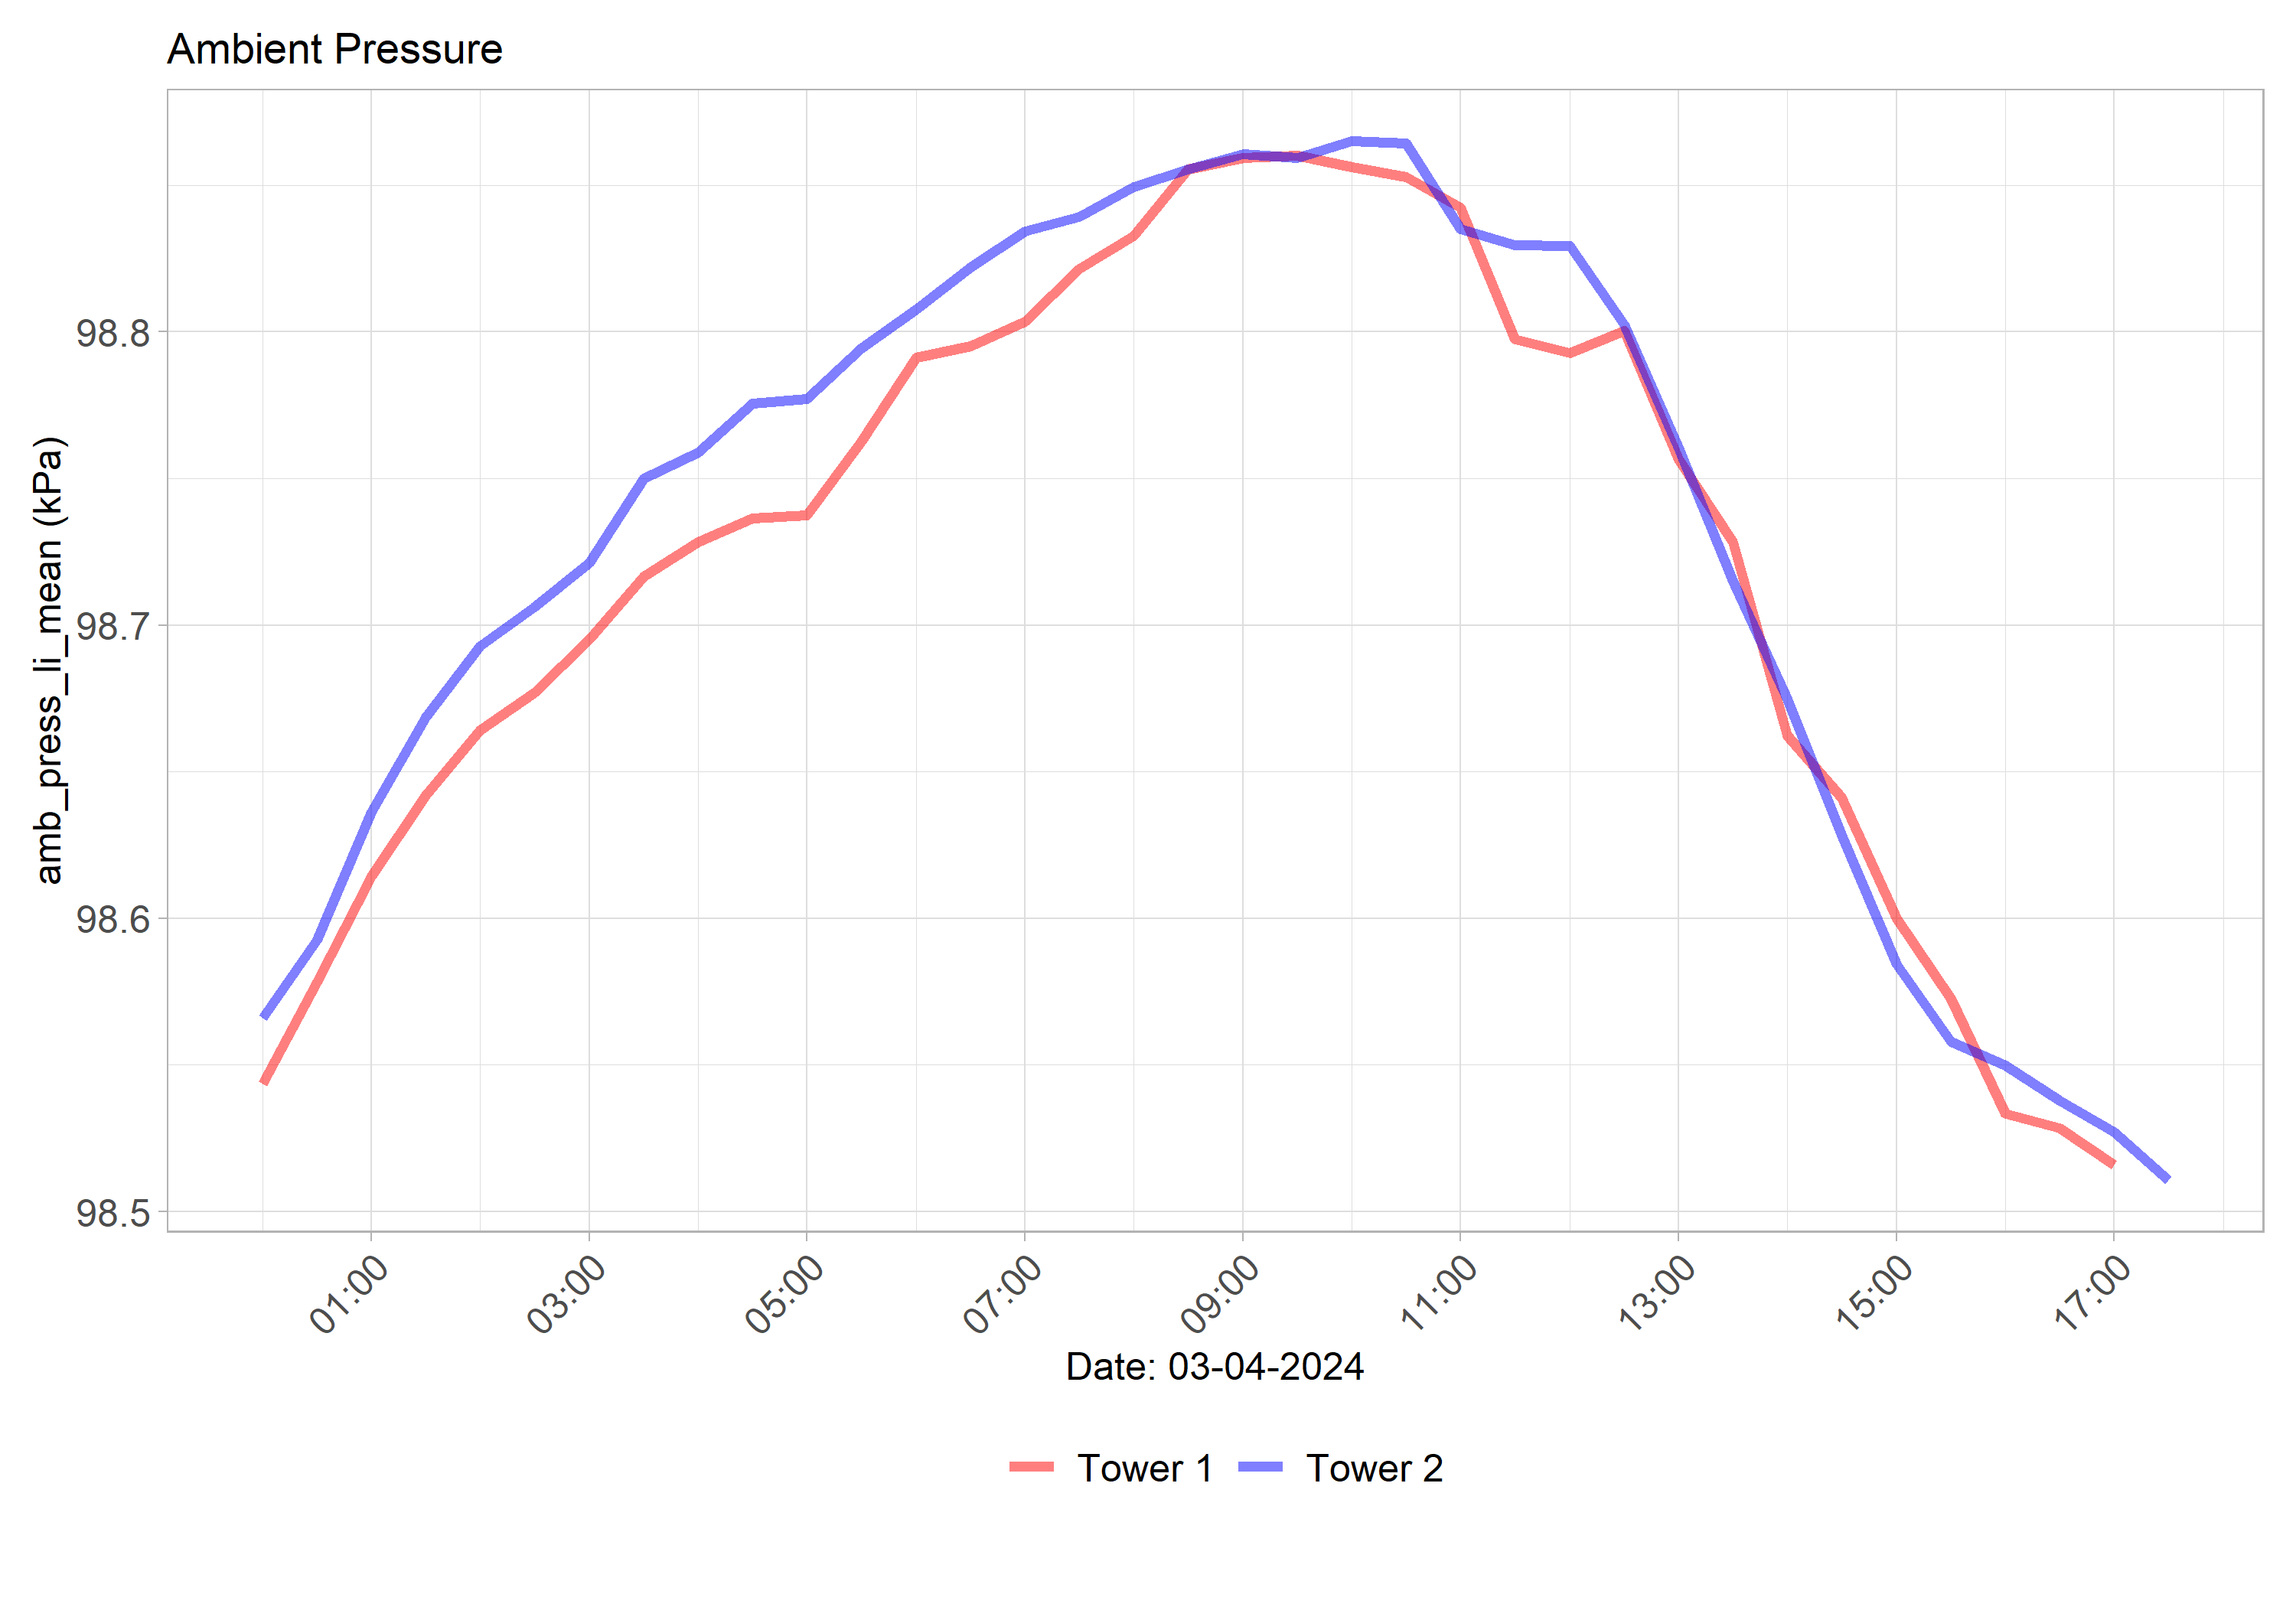 Ambient Pressure
amb_press_li_mean (kPa)
98.8
98.7
98.6
98.5
01:00 03:00 05:00 07:00 09:00 11:00 13:00 15:00 17:00
Date: 03-04-2024
Tower 1 Tower 2